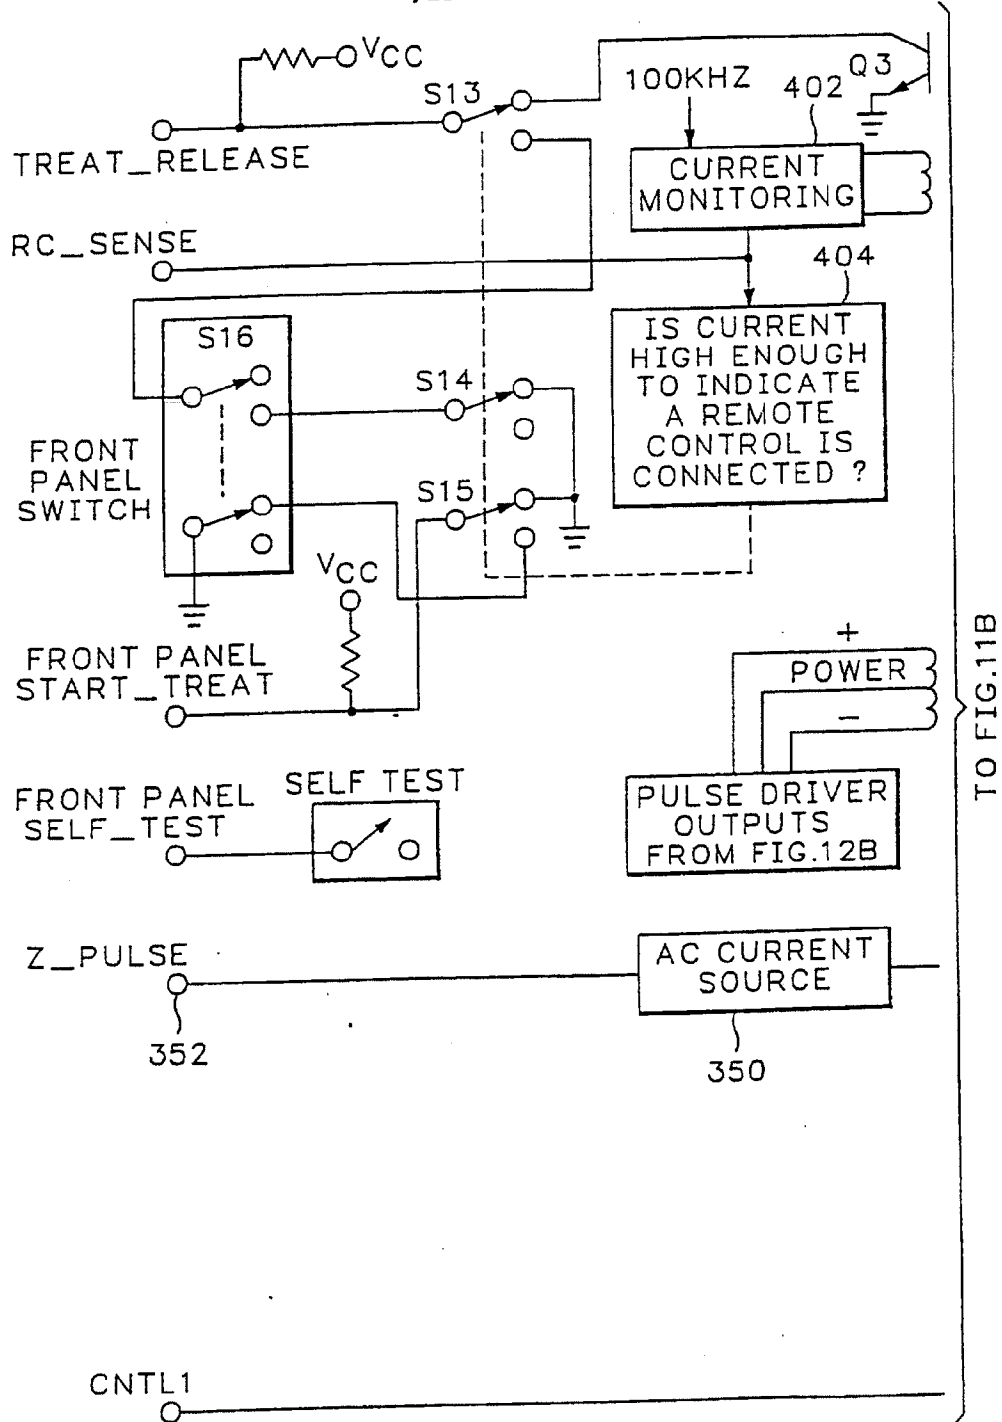 VCC
S13
100KHZ
402
Q3
TREAT_RELEASE
CURRENT
MONITORING
RC_SENSE
404
S16
IS CURRENT
HIGH ENOUGH
TO INDICATE
A REMOTE
CONTROL IS
CONNECTED ?
S14
FRONT
PANEL
SWITCH
S15
VCC
FRONT PANEL
START_TREAT
+
POWER
−
TO FIG.11B
FRONT PANEL
SELF_TEST
SELF TEST
PULSE DRIVER
OUTPUTS
FROM FIG.12B
Z_PULSE
352
AC CURRENT
SOURCE
350
CNTL1